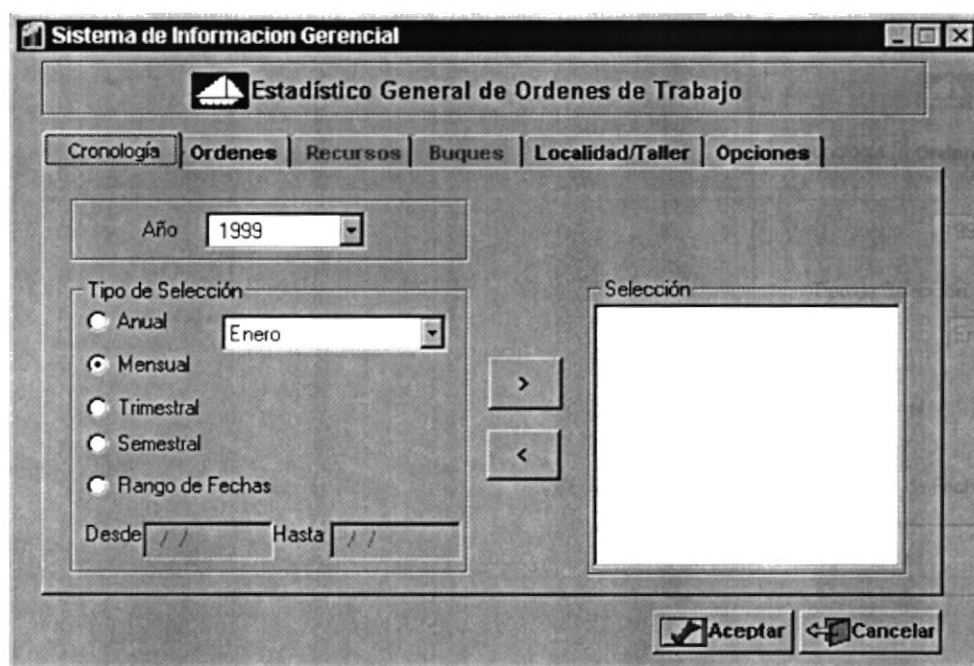 Sistema de Informacion Gerencial
Estadístico General de Ordenes de Trabajo
Cronología Ordenes Recursos Buques Localidad/Taller Opciones
Año 1999
Tipo de Selección
Selección
Anual Enero
Mensual
>
Trimestral
Semestral
<
Rango de Fechas
Desde / / Hasta / /
Aceptar Cancelar